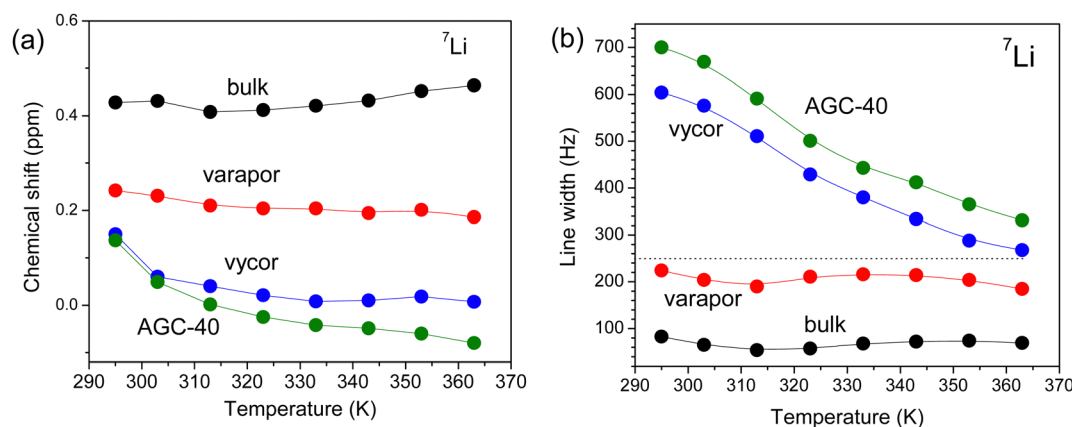 (a)
⁷Li
Chemical shift (ppm)
0.6
0.4
0.2
0.0
bulk
varapor
vycor
AGC-40
290 300 310 320 330 340 350 360 370
Temperature (K)
(b)
⁷Li
Line width (Hz)
700
600
500
400
300
200
100
AGC-40
vycor
varapor
bulk
290 300 310 320 330 340 350 360 370
Temperature (K)